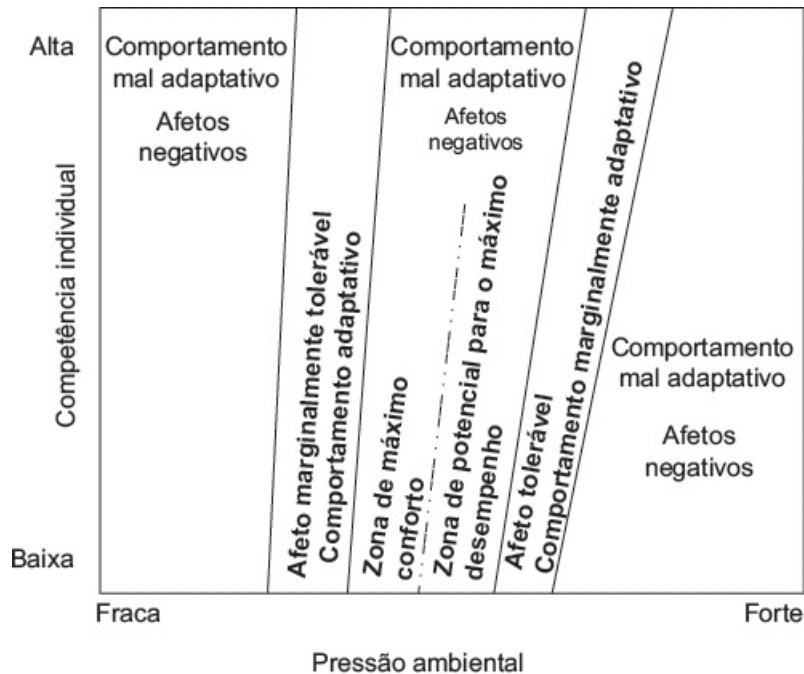 Alta
Comportamento
mal adaptativo
Afetos
negativos
Comportamento
mal adaptativo
Afetos
negativos
Competência individual
Afeto marginalmente tolerável
Comportamento adaptativo
Zona de máximo
conforto
Zona de potencial para o máximo
desempenho
Afeto tolerável
Comportamento marginalmente adaptativo
Comportamento
mal adaptativo
Afetos
negativos
Baixa
Fraca
Forte
Pressão ambiental